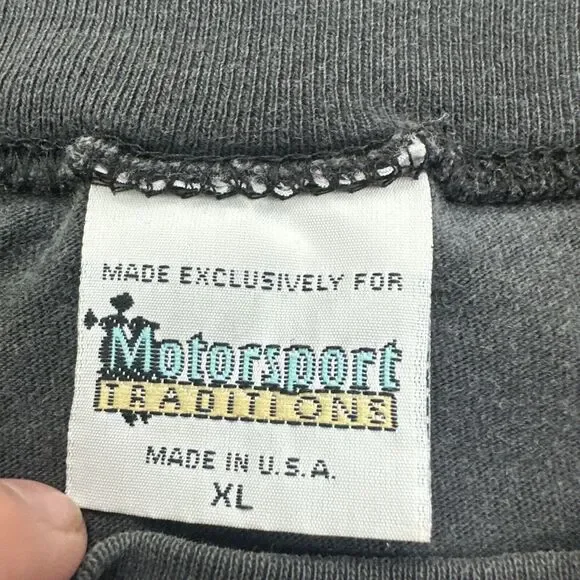 MADE EXCLUSIVELY FOR
Motorsport
TRADITIONS
MADE IN U.S.A.
XL